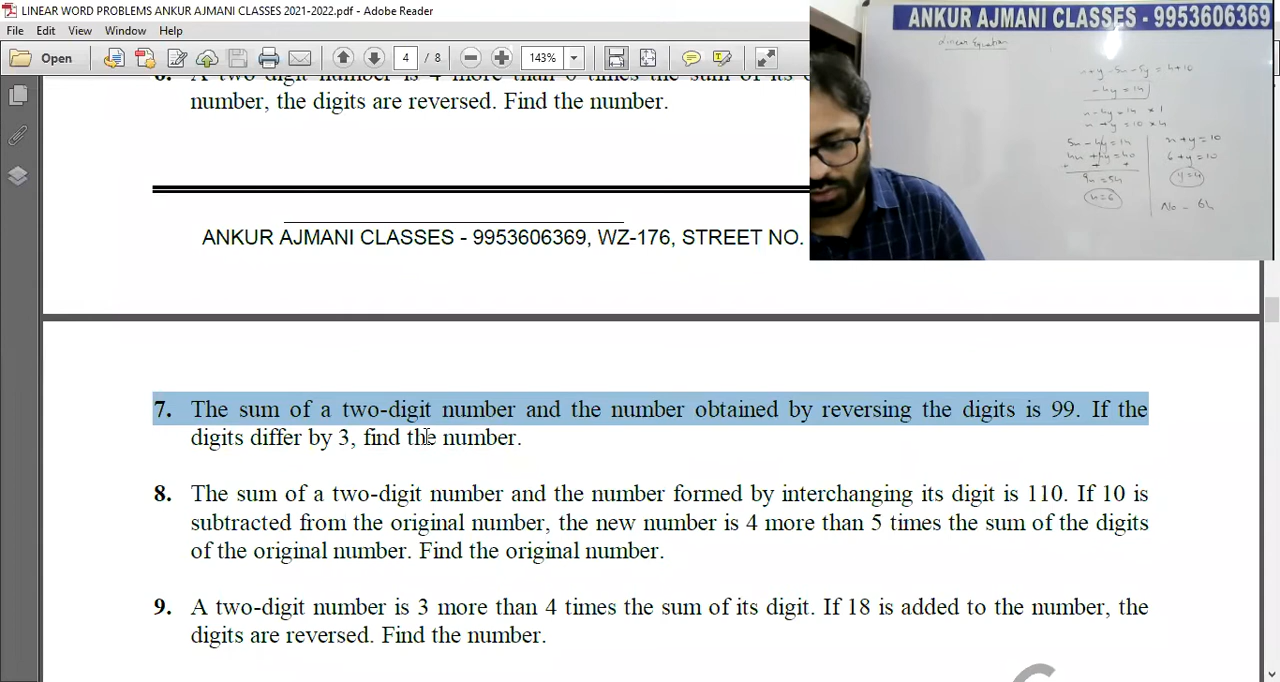 LINEAR WORD PROBLEMS ANKUR AJMANI CLASSES 2021-2022.pdf - Adobe Reader
File Edit View Window Help
Open 4 / 8 143%
number, the digits are reversed. Find the number.
ANKUR AJMANI CLASSES - 9953606369, WZ-176, STREET NO.
7. The sum of a two-digit number and the number obtained by reversing the digits is 99. If the
digits differ by 3, find the number.
8. The sum of a two-digit number and the number formed by interchanging its digit is 110. If 10 is
subtracted from the original number, the new number is 4 more than 5 times the sum of the digits
of the original number. Find the original number.
9. A two-digit number is 3 more than 4 times the sum of its digit. If 18 is added to the number, the
digits are reversed. Find the number.
ANKUR AJMANI CLASSES - 9953606369
Linear Equation
x+y=10
6+y=10
y=4
x=6